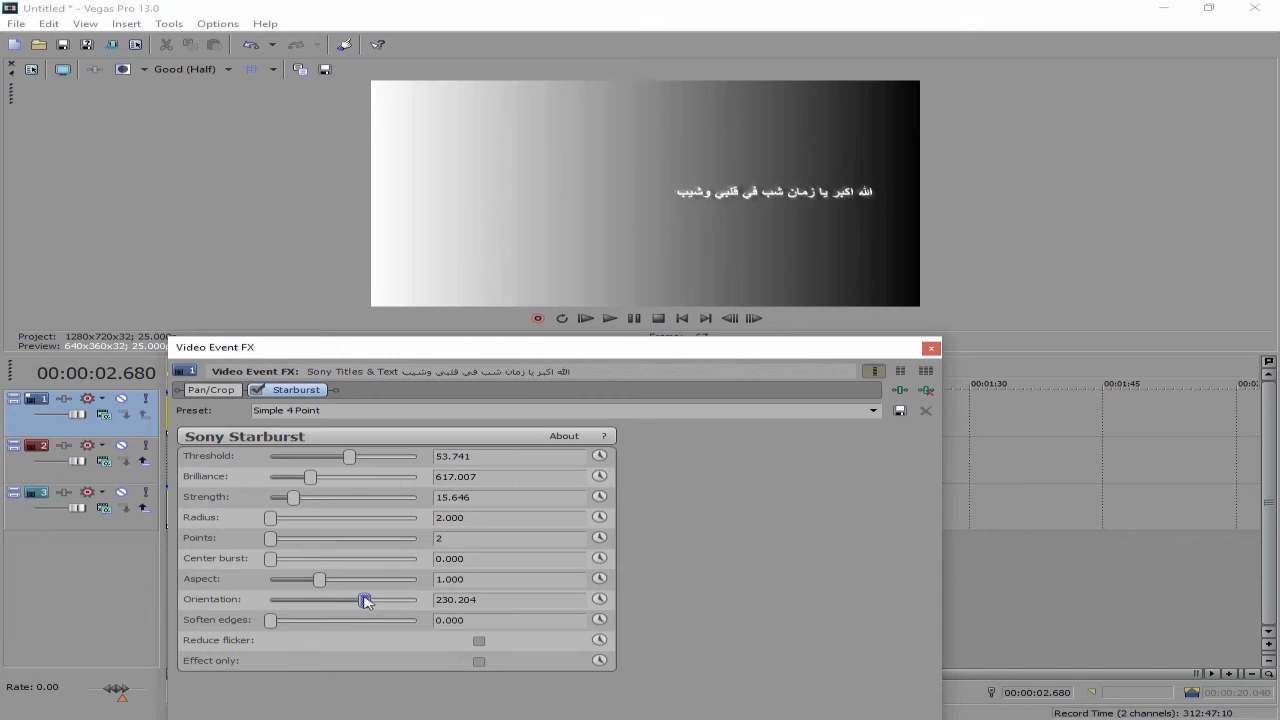 Untitled * - Vegas Pro 13.0
File Edit View Insert Tools Options Help
Good (Half)
الله اكبر يا زمان شب في قلبي وشيب
Project: 1280x720x32; 25.000p
Preview: 640x360x32; 25.000p
Video Event FX
00:00:02.680
1 Video Event FX: Sony Titles & Text الله اكبر يا زمان شب في قلبي وشيب
Pan/Crop Starburst
00:01:30 00:01:45
Preset: Simple 4 Point
Sony Starburst About ?
Threshold: 53.741
Brilliance: 617.007
Strength: 15.646
Radius: 2.000
Points: 2
Center burst: 0.000
Aspect: 1.000
Orientation: 230.204
Soften edges: 0.000
Reduce flicker:
Effect only:
1
2
3
Rate: 0.00
00:00:02.680 00:00:20.040
Record Time (2 channels): 312:47:10